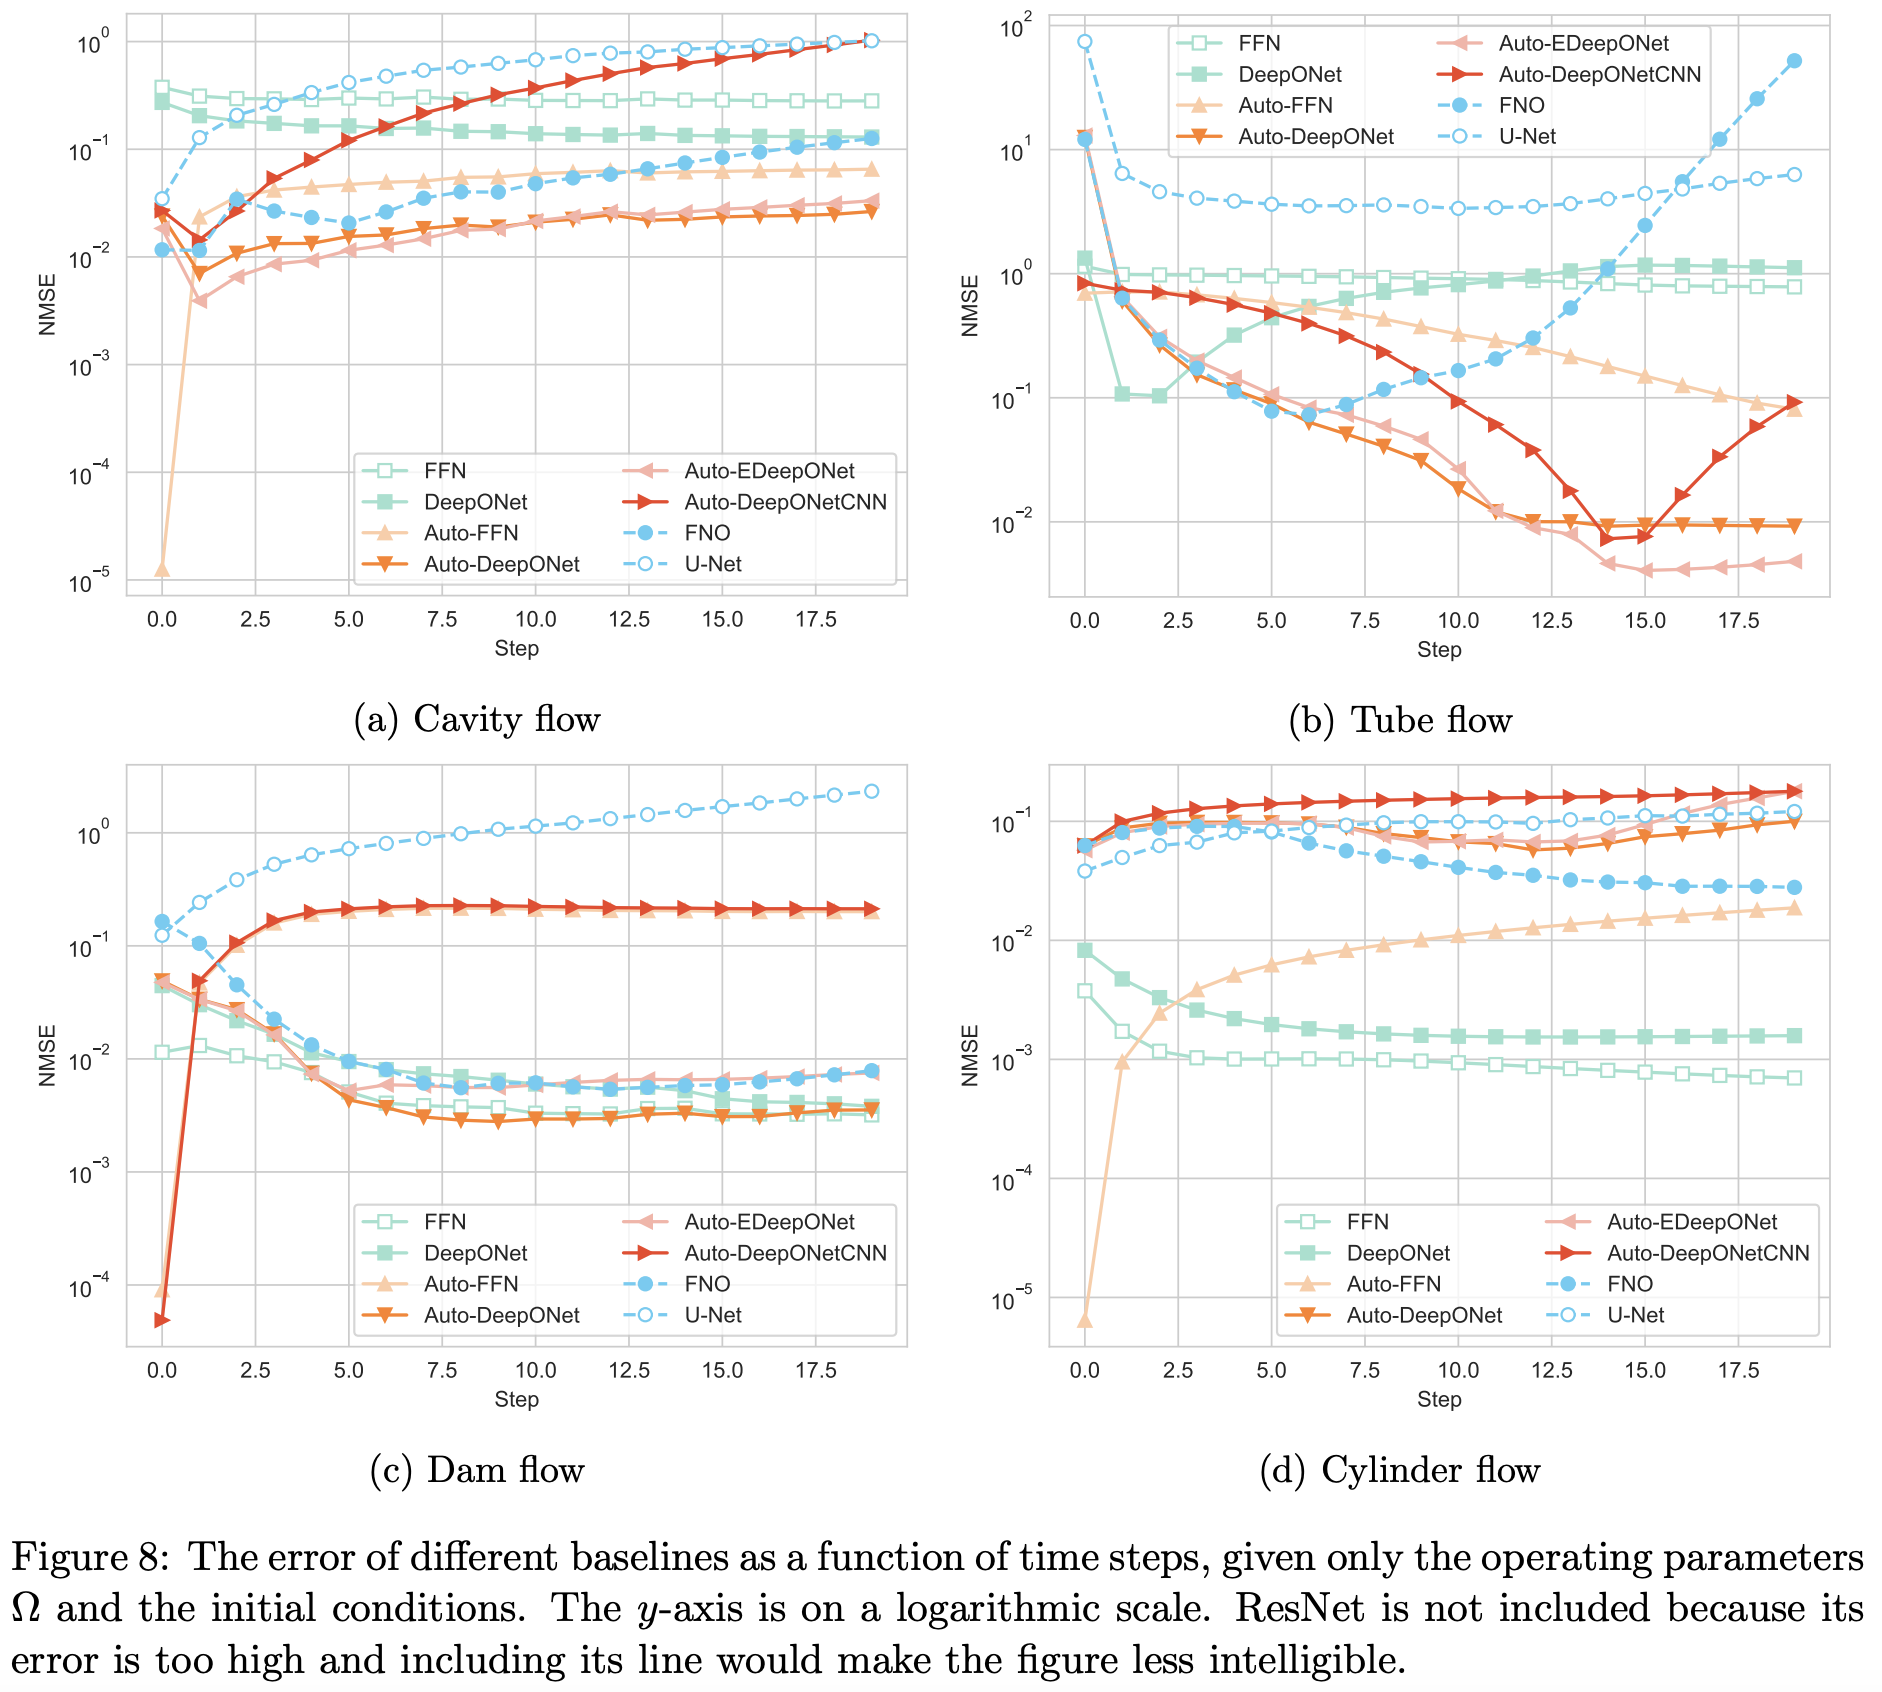 10^0
10^−1
10^−2
10^−3
10^−4
10^−5
NMSE
0.0 2.5 5.0 7.5 10.0 12.5 15.0 17.5
Step
FFN
DeepONet
Auto-FFN
Auto-DeepONet
Auto-EDeepONet
Auto-DeepONetCNN
FNO
U-Net
(a) Cavity flow
10^2
10^1
10^0
10^−1
10^−2
NMSE
0.0 2.5 5.0 7.5 10.0 12.5 15.0 17.5
Step
FFN
DeepONet
Auto-FFN
Auto-DeepONet
Auto-EDeepONet
Auto-DeepONetCNN
FNO
U-Net
(b) Tube flow
10^0
10^−1
10^−2
10^−3
10^−4
NMSE
0.0 2.5 5.0 7.5 10.0 12.5 15.0 17.5
Step
FFN
DeepONet
Auto-FFN
Auto-DeepONet
Auto-EDeepONet
Auto-DeepONetCNN
FNO
U-Net
(c) Dam flow
10^−1
10^−2
10^−3
10^−4
10^−5
NMSE
0.0 2.5 5.0 7.5 10.0 12.5 15.0 17.5
Step
FFN
DeepONet
Auto-FFN
Auto-DeepONet
Auto-EDeepONet
Auto-DeepONetCNN
FNO
U-Net
(d) Cylinder flow
Figure 8: The error of different baselines as a function of time steps, given only the operating parameters
Ω and the initial conditions. The y-axis is on a logarithmic scale. ResNet is not included because its
error is too high and including its line would make the figure less intelligible.